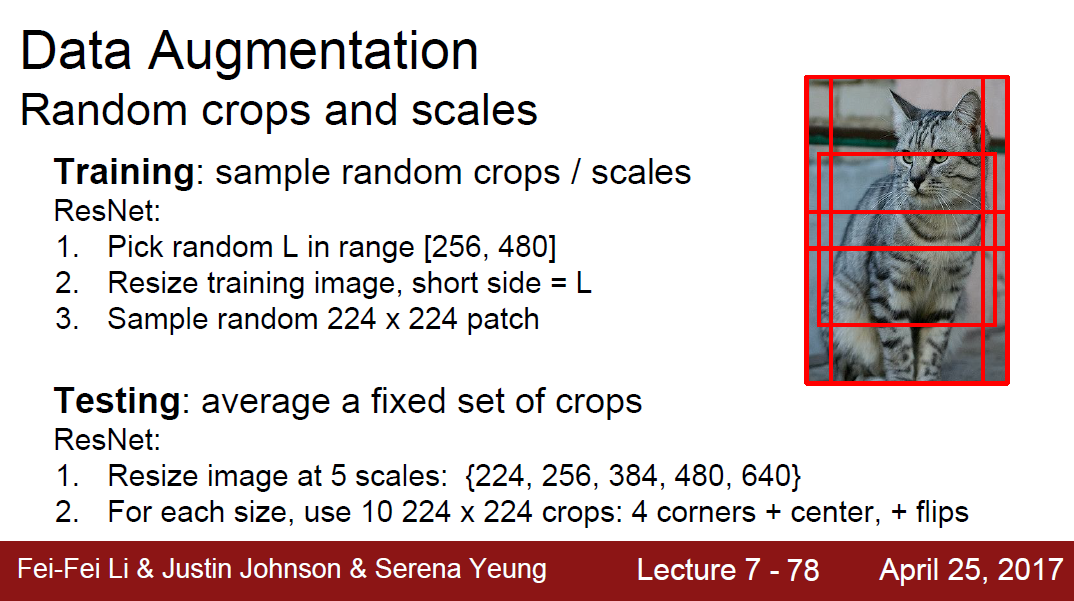 Data Augmentation
Random crops and scales
Training: sample random crops / scales
ResNet:
1. Pick random L in range [256, 480]
2. Resize training image, short side = L
3. Sample random 224 x 224 patch
Testing: average a fixed set of crops
ResNet:
1. Resize image at 5 scales: {224, 256, 384, 480, 640}
2. For each size, use 10 224 x 224 crops: 4 corners + center, + flips
Fei-Fei Li & Justin Johnson & Serena Yeung Lecture 7 - 78 April 25, 2017